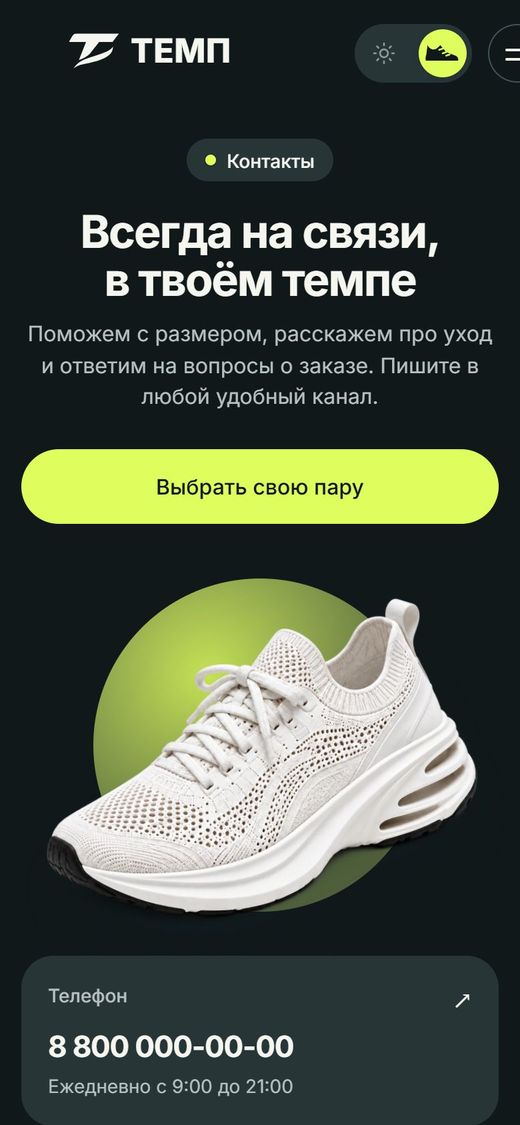 ТЕМП
Контакты
Всегда на связи,
в твоём темпе
Поможем с размером, расскажем про уход
и ответим на вопросы о заказе. Пишите в
любой удобный канал.
Выбрать свою пару
Телефон
8 800 000-00-00
Ежедневно с 9:00 до 21:00